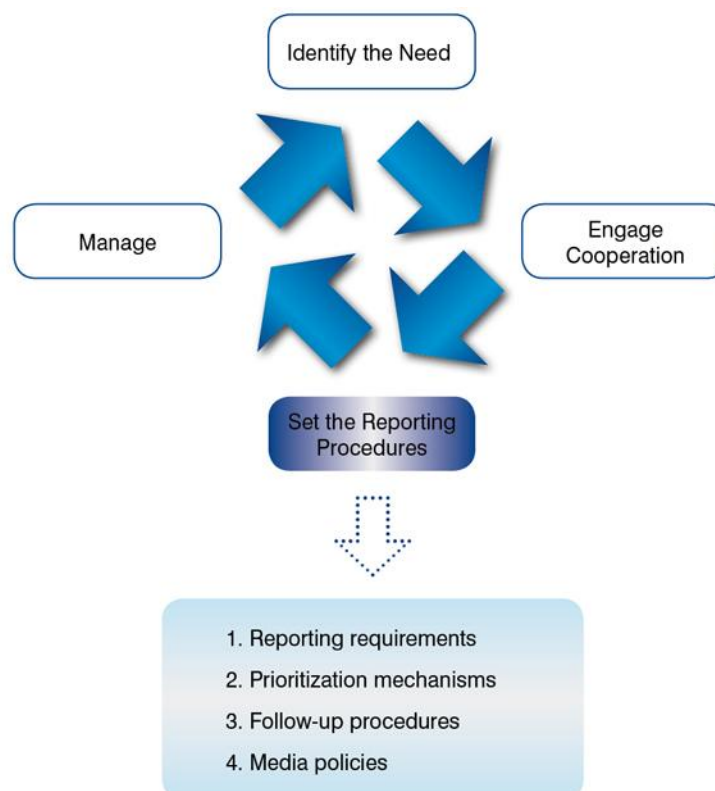 Identify the Need
Manage
Engage
Cooperation
Set the Reporting
Procedures
1. Reporting requirements
2. Prioritization mechanisms
3. Follow-up procedures
4. Media policies